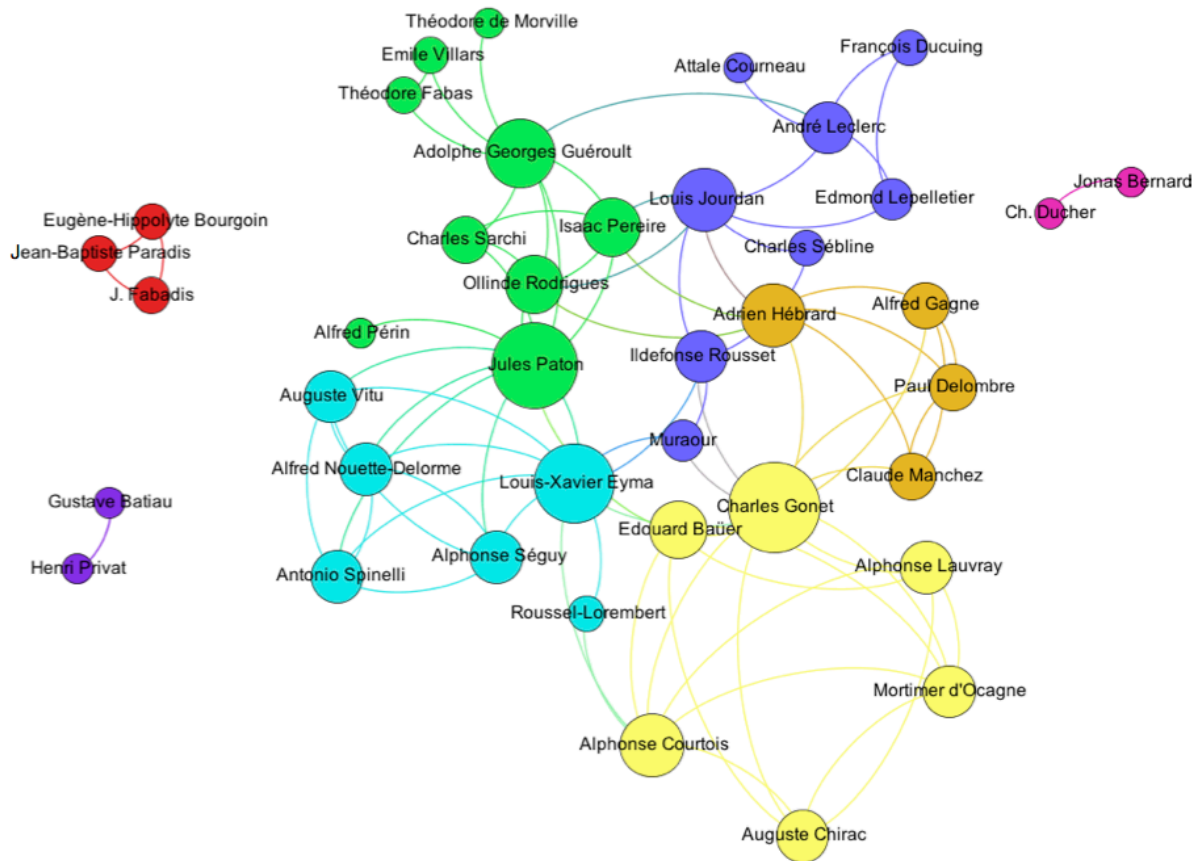 Théodore de Morville
Emile Villars
François Ducuing
Attale Courneau
Théodore Fabas
André Leclerc
Adolphe Georges Guéroult
Jonas Bernard
Louis Jourdan
Edmond Lepelletier
Ch. Ducher
Eugène-Hippolyte Bourgoin
Isaac Pereire
Charles Sarchi
Charles Sébline
Jean-Baptiste Paradis
Ollinde Rodrigues
J. Fabadis
Alfred Gagne
Adrien Hébrard
Alfred Périn
Ildefonse Rousset
Jules Paton
Paul Delombre
Auguste Vitu
Muraour
Alfred Nouette-Delorme
Claude Manchez
Louis-Xavier Eyma
Gustave Batiau
Charles Gonet
Edouard Baüer
Alphonse Séguy
Henri Privat
Alphonse Lauvray
Antonio Spinelli
Roussel-Lorembert
Mortimer d'Ocagne
Alphonse Courtois
Auguste Chirac